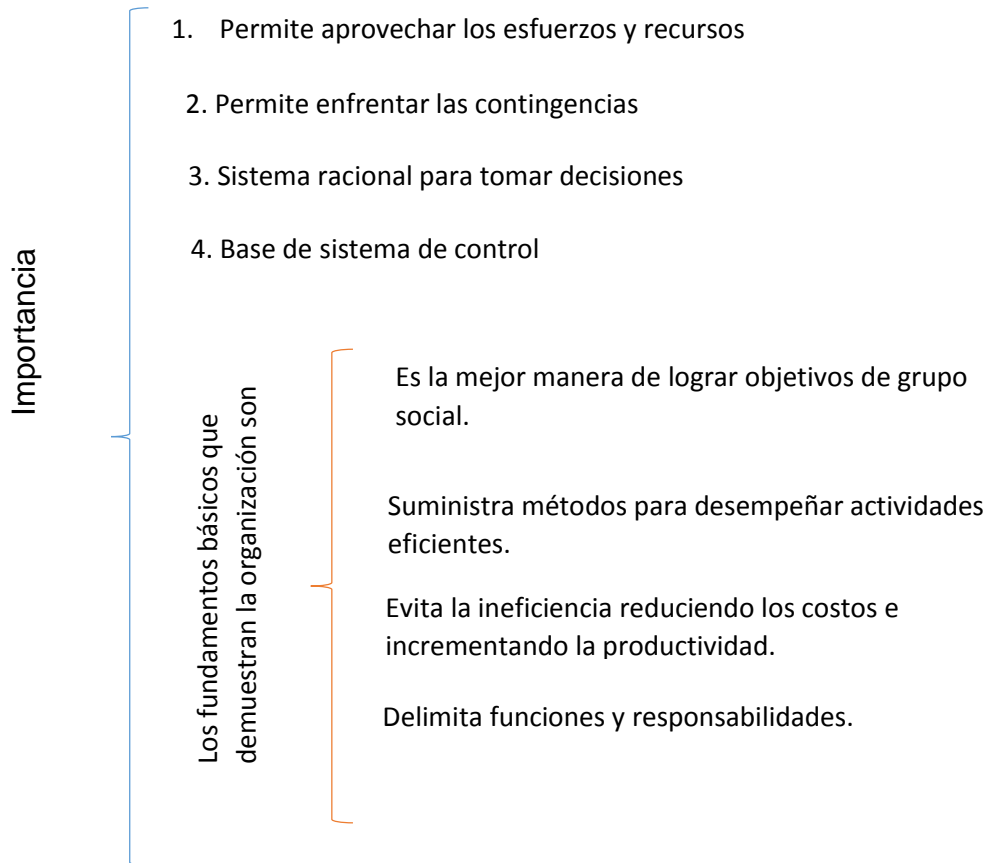 Importancia
1. Permite aprovechar los esfuerzos y recursos
2. Permite enfrentar las contingencias
3. Sistema racional para tomar decisiones
4. Base de sistema de control
Los fundamentos básicos que
demuestran la organización son
Es la mejor manera de lograr objetivos de grupo
social.
Suministra métodos para desempeñar actividades
eficientes.
Evita la ineficiencia reduciendo los costos e
incrementando la productividad.
Delimita funciones y responsabilidades.